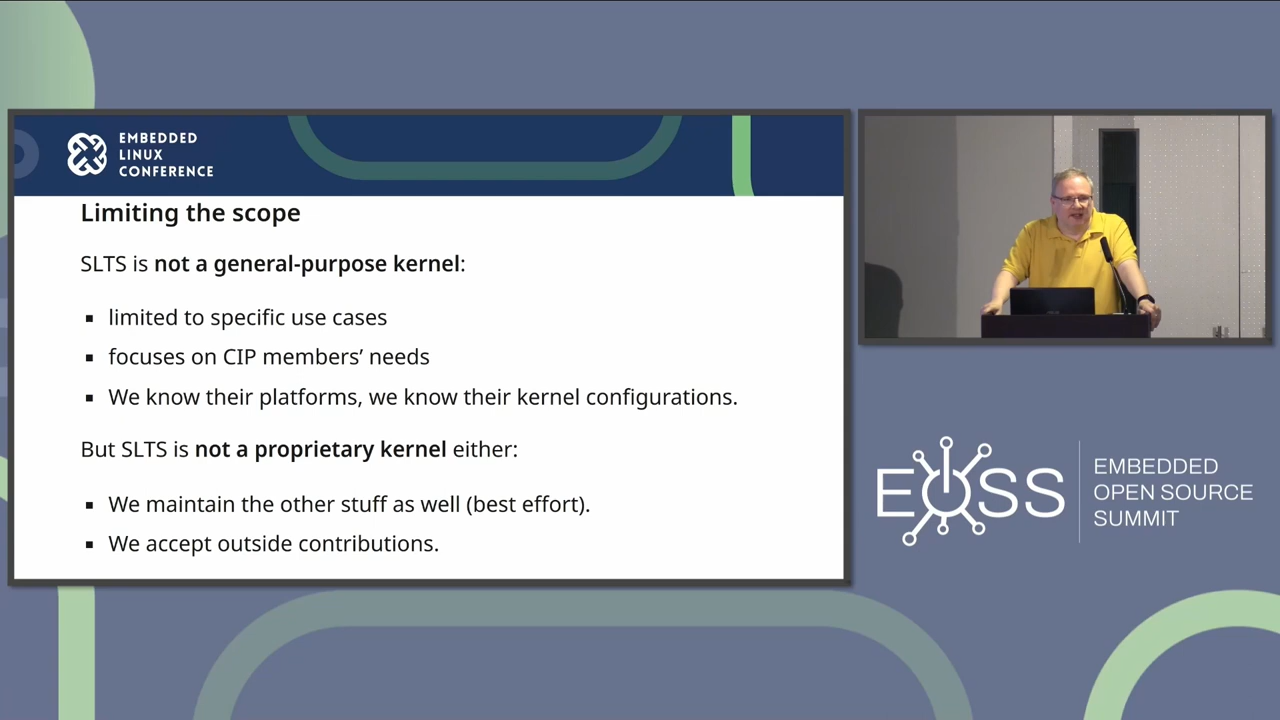 EMBEDDED
LINUX
CONFERENCE
Limiting the scope
SLTS is not a general-purpose kernel:
▪ limited to specific use cases
▪ focuses on CIP members’ needs
▪ We know their platforms, we know their kernel configurations.
But SLTS is not a proprietary kernel either:
▪ We maintain the other stuff as well (best effort).
▪ We accept outside contributions.
EOSS
EMBEDDED
OPEN SOURCE
SUMMIT